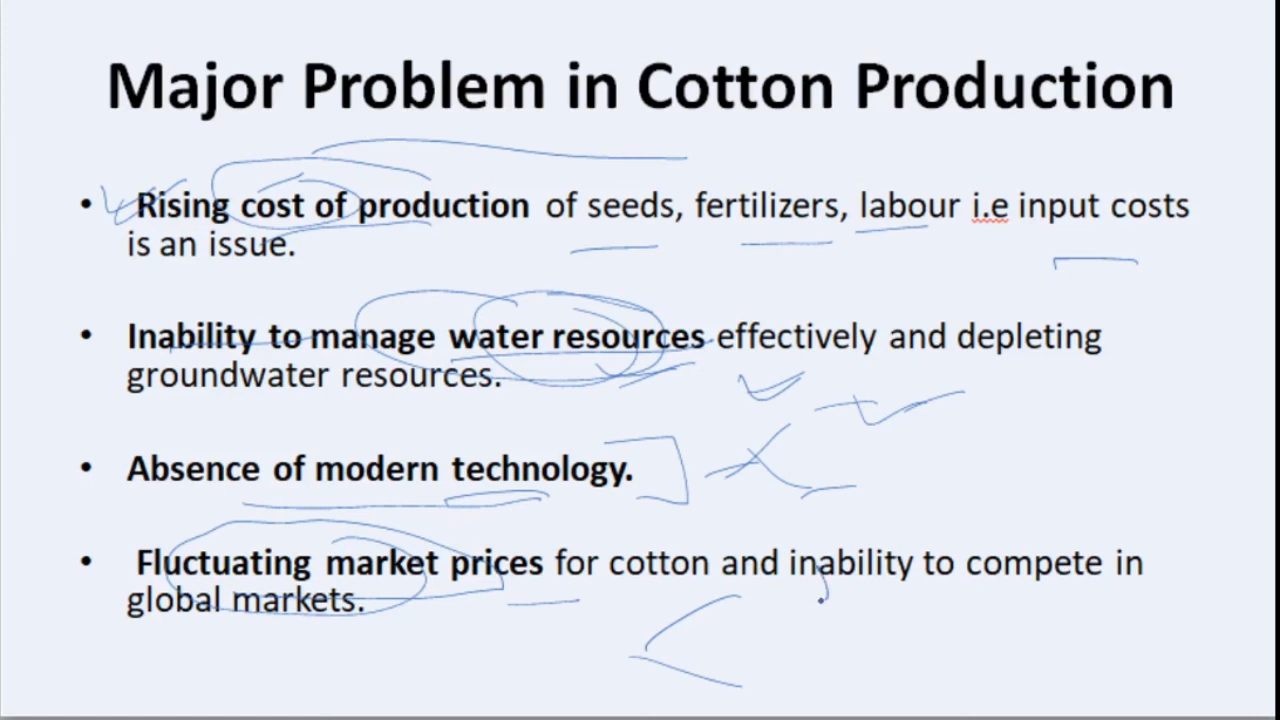 Major Problem in Cotton Production
• Rising cost of production of seeds, fertilizers, labour i.e input costs
is an issue.
• Inability to manage water resources effectively and depleting
groundwater resources.
• Absence of modern technology.
• Fluctuating market prices for cotton and inability to compete in
global markets.